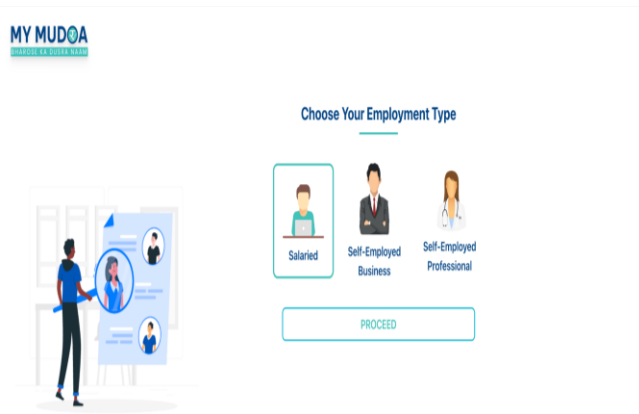 MY MUDRA
BHAROSE KA DUSRA NAAM
Choose Your Employment Type
Salaried
Self-Employed
Business
Self-Employed
Professional
PROCEED